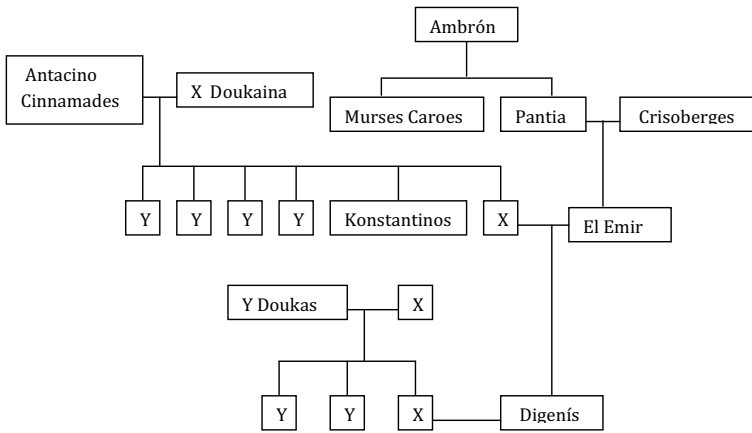 Ambrón
Antacino
Cinnamades
X Doukaina
Murses Caroes
Pantia
Crisoberges
Y
Y
Y
Y
Konstantinos
X
El Emir
Y Doukas
X
Y
Y
X
Digenís